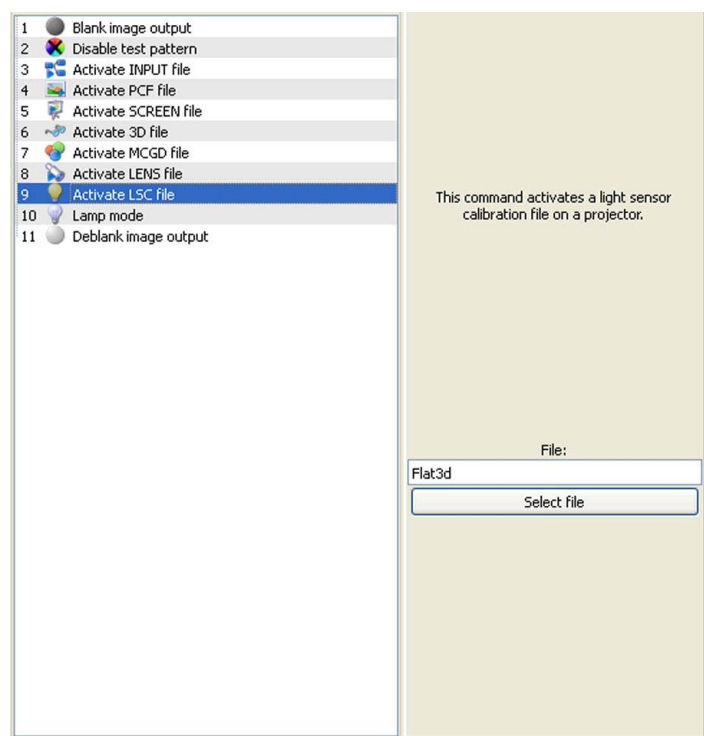 1 Blank image output
2 Disable test pattern
3 Activate INPUT file
4 Activate PCF file
5 Activate SCREEN file
6 Activate 3D file
7 Activate MCGD file
8 Activate LENS file
9 Activate LSC file
10 Lamp mode
11 Deblank image output
This command activates a light sensor
calibration file on a projector.
File:
Flat3d
Select file